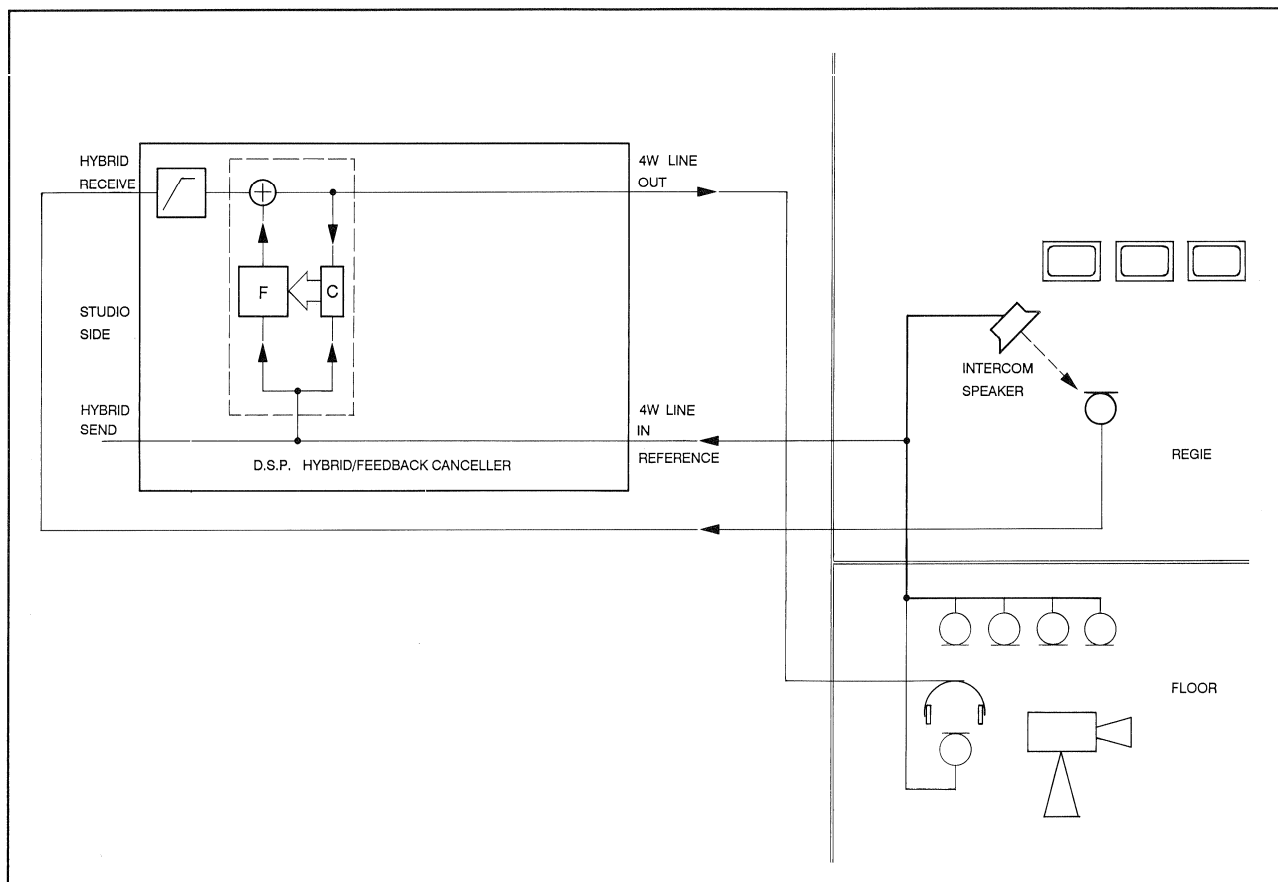 HYBRID
RECEIVE
4W LINE
OUT
F
C
STUDIO
SIDE
INTERCOM
SPEAKER
HYBRID
SEND
4W LINE
IN
REFERENCE
D.S.P. HYBRID/FEEDBACK CANCELLER
REGIE
FLOOR